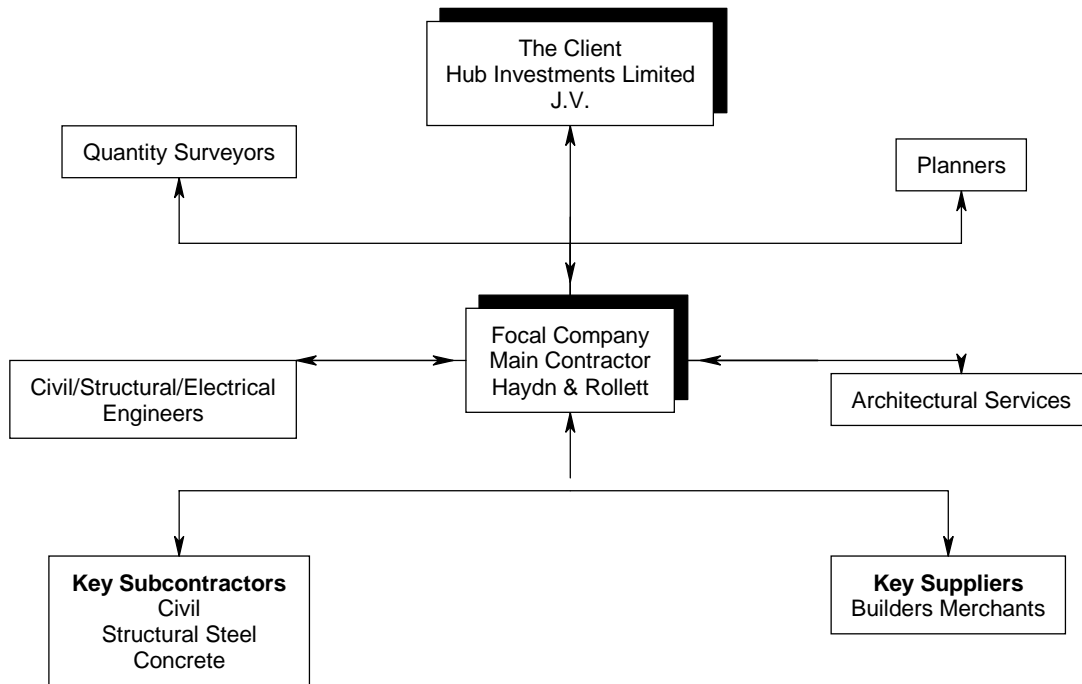 The Client
Hub Investments Limited
J.V.
Quantity Surveyors
Planners
Focal Company
Main Contractor
Haydn & Rollett
Civil/Structural/Electrical
Engineers
Architectural Services
Key Subcontractors
Civil
Structural Steel
Concrete
Key Suppliers
Builders Merchants